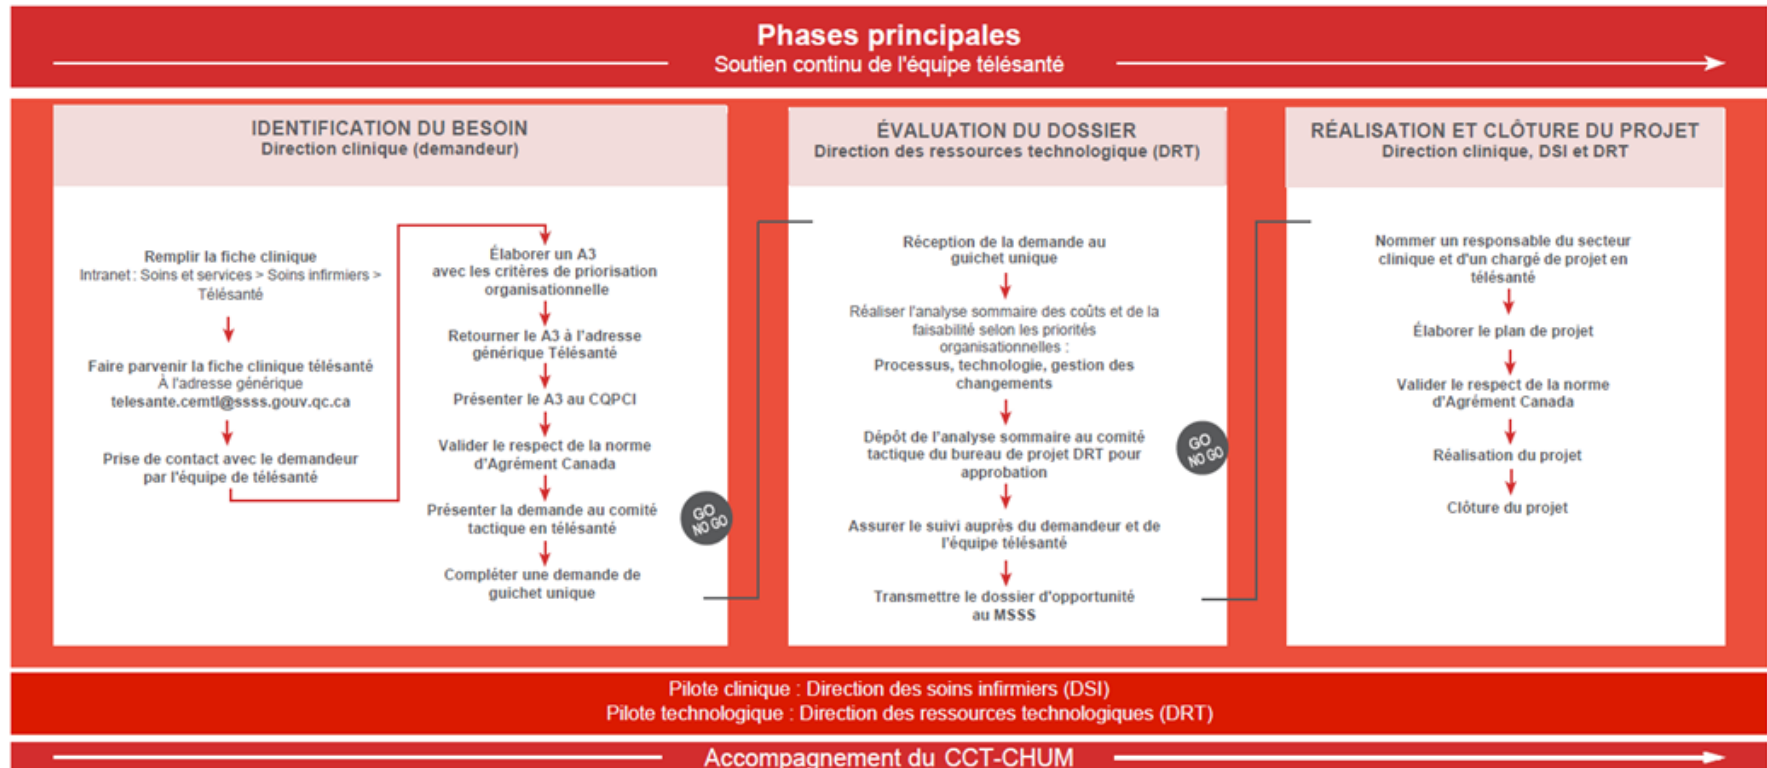 Phases principales
Soutien continu de l'équipe télésanté
IDENTIFICATION DU BESOIN
Direction clinique (demandeur)
Remplir la fiche clinique
Intranet : Soins et services > Soins infirmiers >
Télésanté
Faire parvenir la fiche clinique télésanté
À l'adresse générique
telesante.cemtl@ssss.gouv.qc.ca
Prise de contact avec le demandeur
par l'équipe de télésanté
Élaborer un A3
avec les critères de priorisation
organisationnelle
Retourner le A3 à l'adresse
générique Télésanté
Présenter le A3 au CQPCI
Valider le respect de la norme
d'Agrément Canada
Présenter la demande au comité
tactique en télésanté
GO
NO GO
Compléter une demande de
guichet unique
ÉVALUATION DU DOSSIER
Direction des ressources technologique (DRT)
Réception de la demande au
guichet unique
Réaliser l'analyse sommaire des coûts et de la
faisabilité selon les priorités
organisationnelles :
Processus, technologie, gestion des
changements
Dépôt de l'analyse sommaire au comité
tactique du bureau de projet DRT pour
approbation
GO
NO GO
Assurer le suivi auprès du demandeur et de
l'équipe télésanté
Transmettre le dossier d'opportunité
au MSSS
RÉALISATION ET CLÔTURE DU PROJET
Direction clinique, DSI et DRT
Nommer un responsable du secteur
clinique et d'un chargé de projet en
télésanté
Élaborer le plan de projet
Valider le respect de la norme
d'Agrément Canada
Réalisation du projet
Clôture du projet
Pilote clinique : Direction des soins infirmiers (DSI)
Pilote technologique : Direction des ressources technologiques (DRT)
Accompagnement du CCT-CHUM